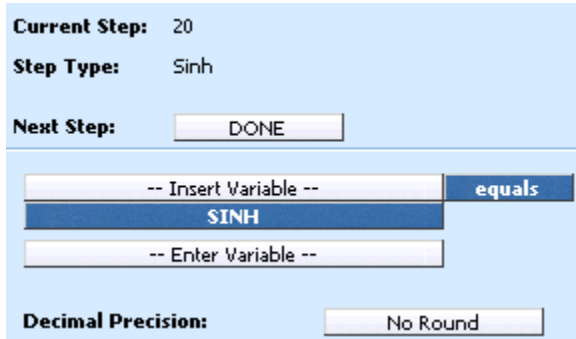 Current Step: 20
Step Type: Sinh
Next Step: DONE
-- Insert Variable -- equals
SINH
-- Enter Variable --
Decimal Precision: No Round